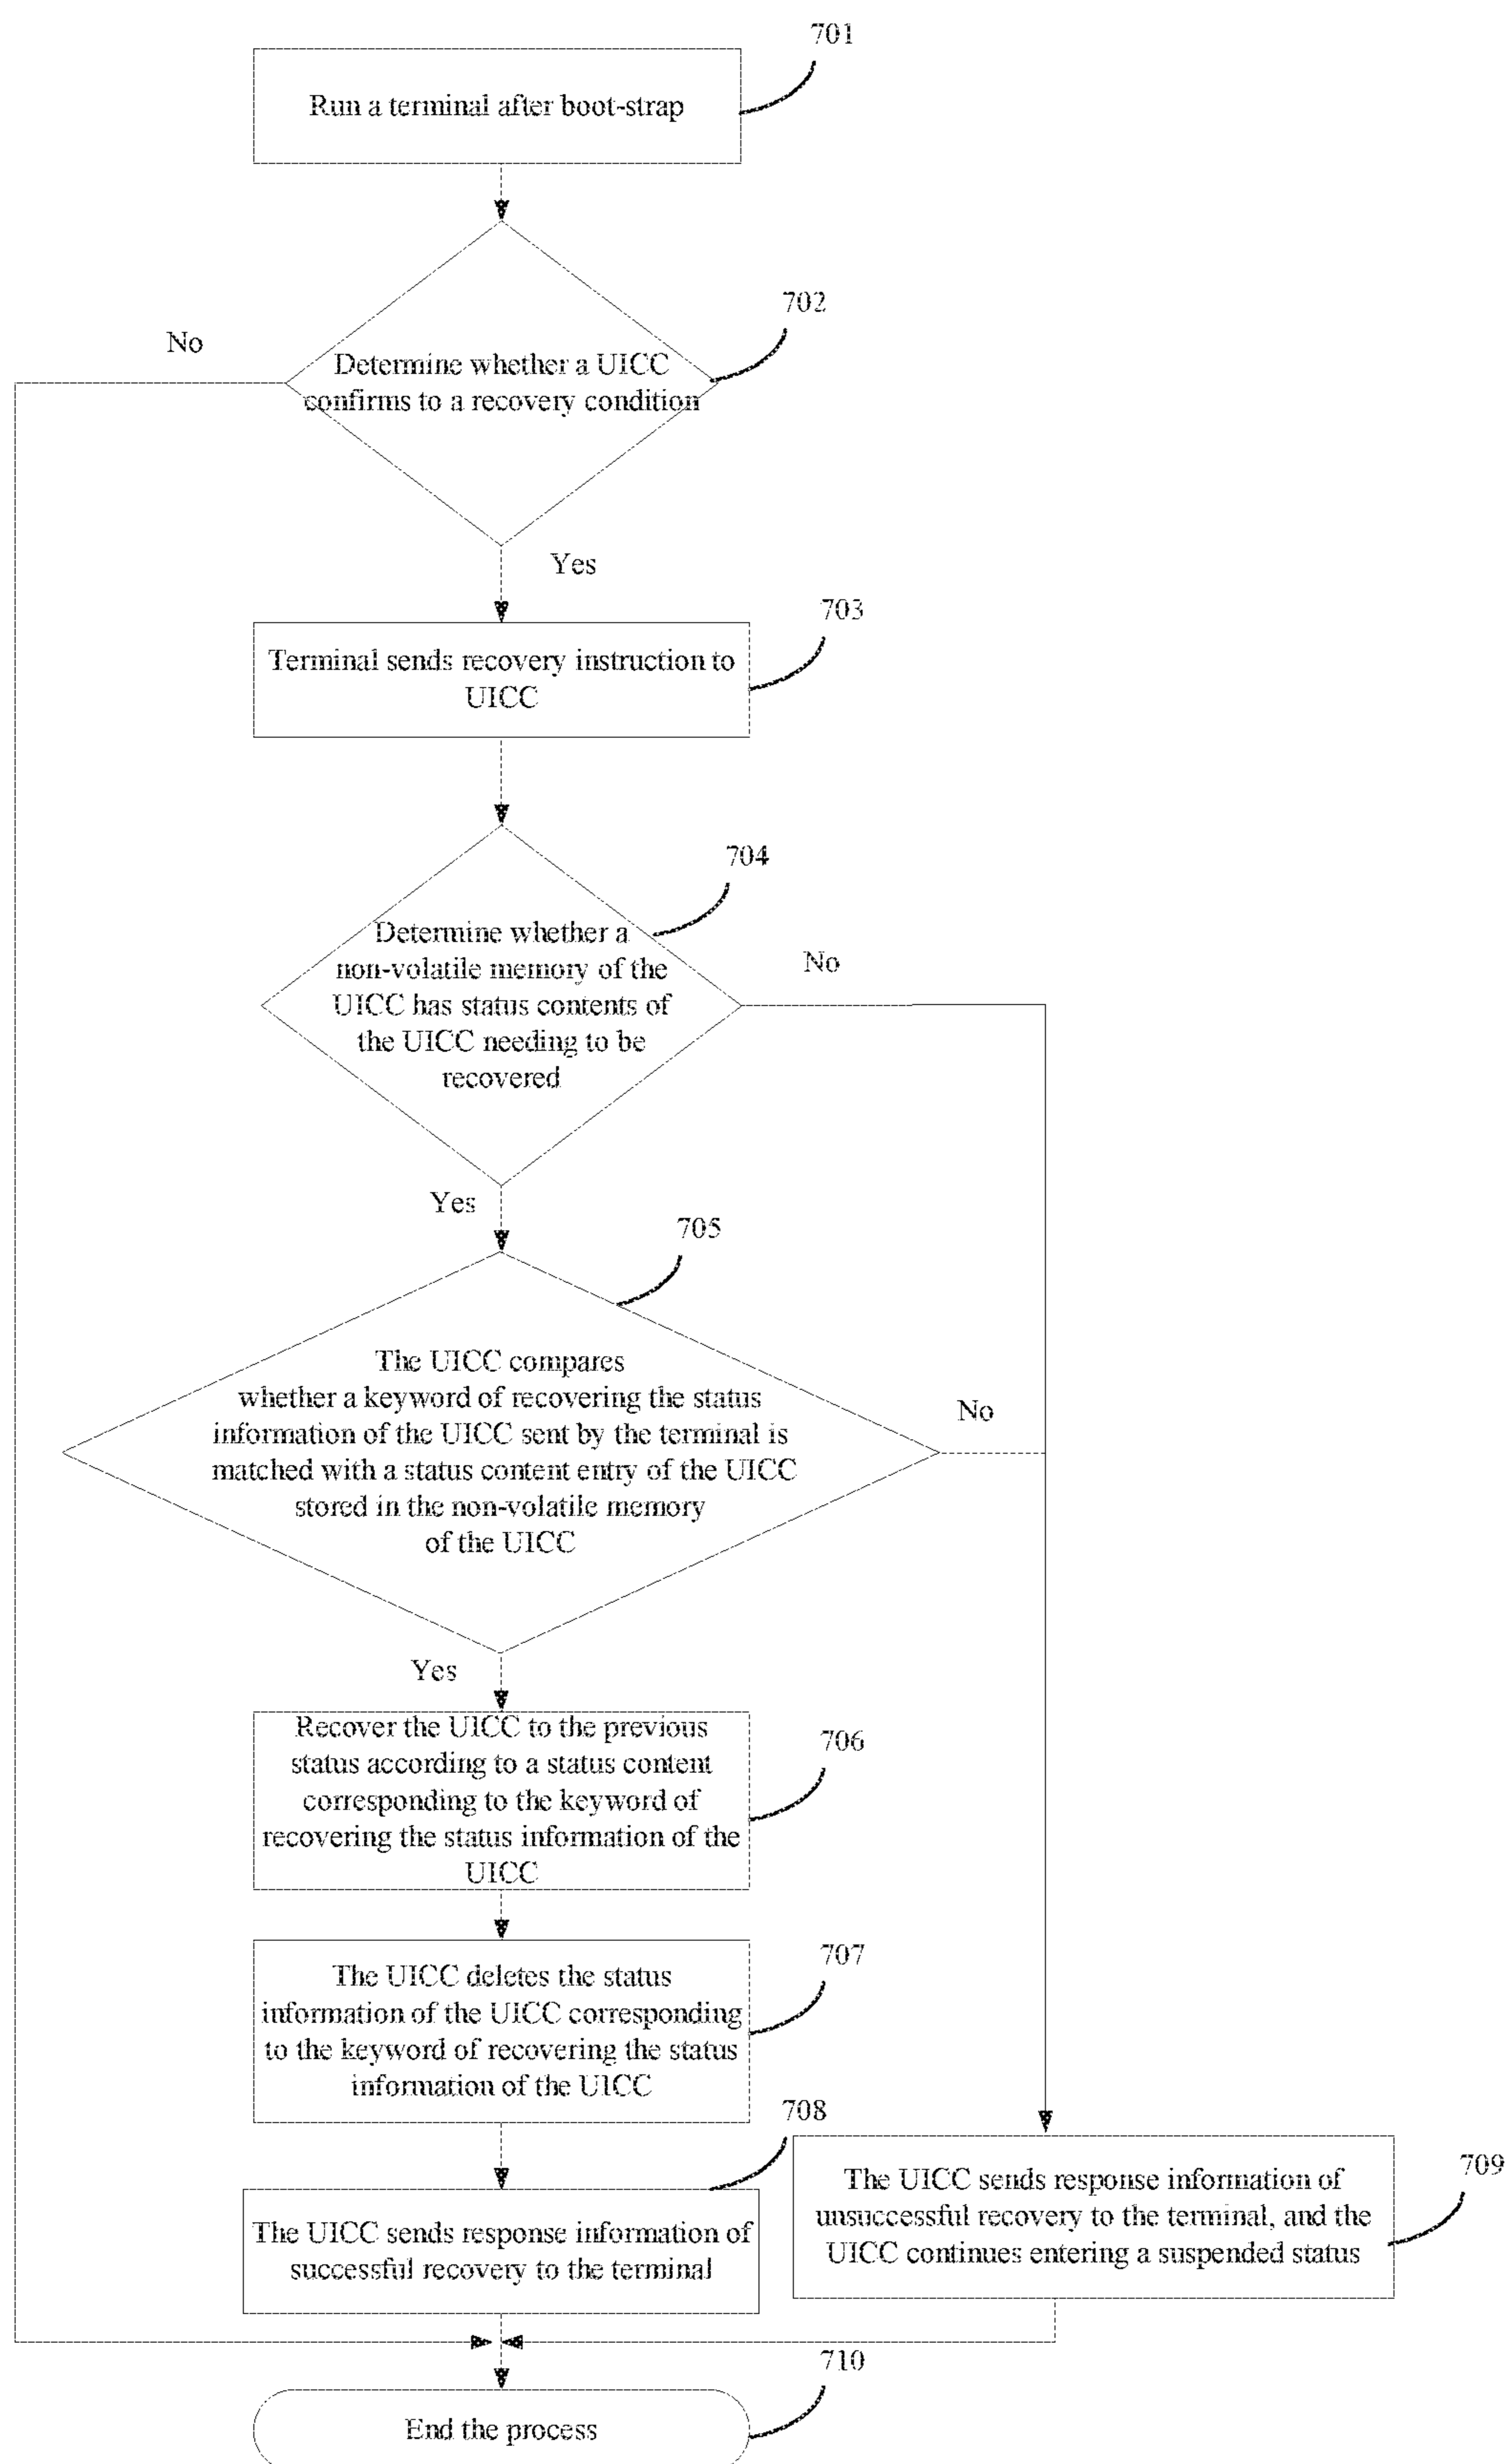 701
Run a terminal after boot-strap
702
No
Determine whether a UICC
confirms to a recovery condition
Yes
703
Terminal sends recovery instruction to
UICC
704
Determine whether a
non-volatile memory of the
UICC has status contents of
the UICC needing to be
recovered
No
Yes
705
The UICC compares
whether a keyword of recovering the status
information of the UICC sent by the terminal is
matched with a status content entry of the UICC
stored in the non-volatile memory
of the UICC
No
Yes
Recover the UICC to the previous
status according to a status content
corresponding to the keyword of
recovering the status information of the
UICC
706
The UICC deletes the status
information of the UICC corresponding
to the keyword of recovering the status
information of the UICC
707
708
The UICC sends response information of
successful recovery to the terminal
709
The UICC sends response information of
unsuccessful recovery to the terminal, and the
UICC continues entering a suspended status
710
End the process